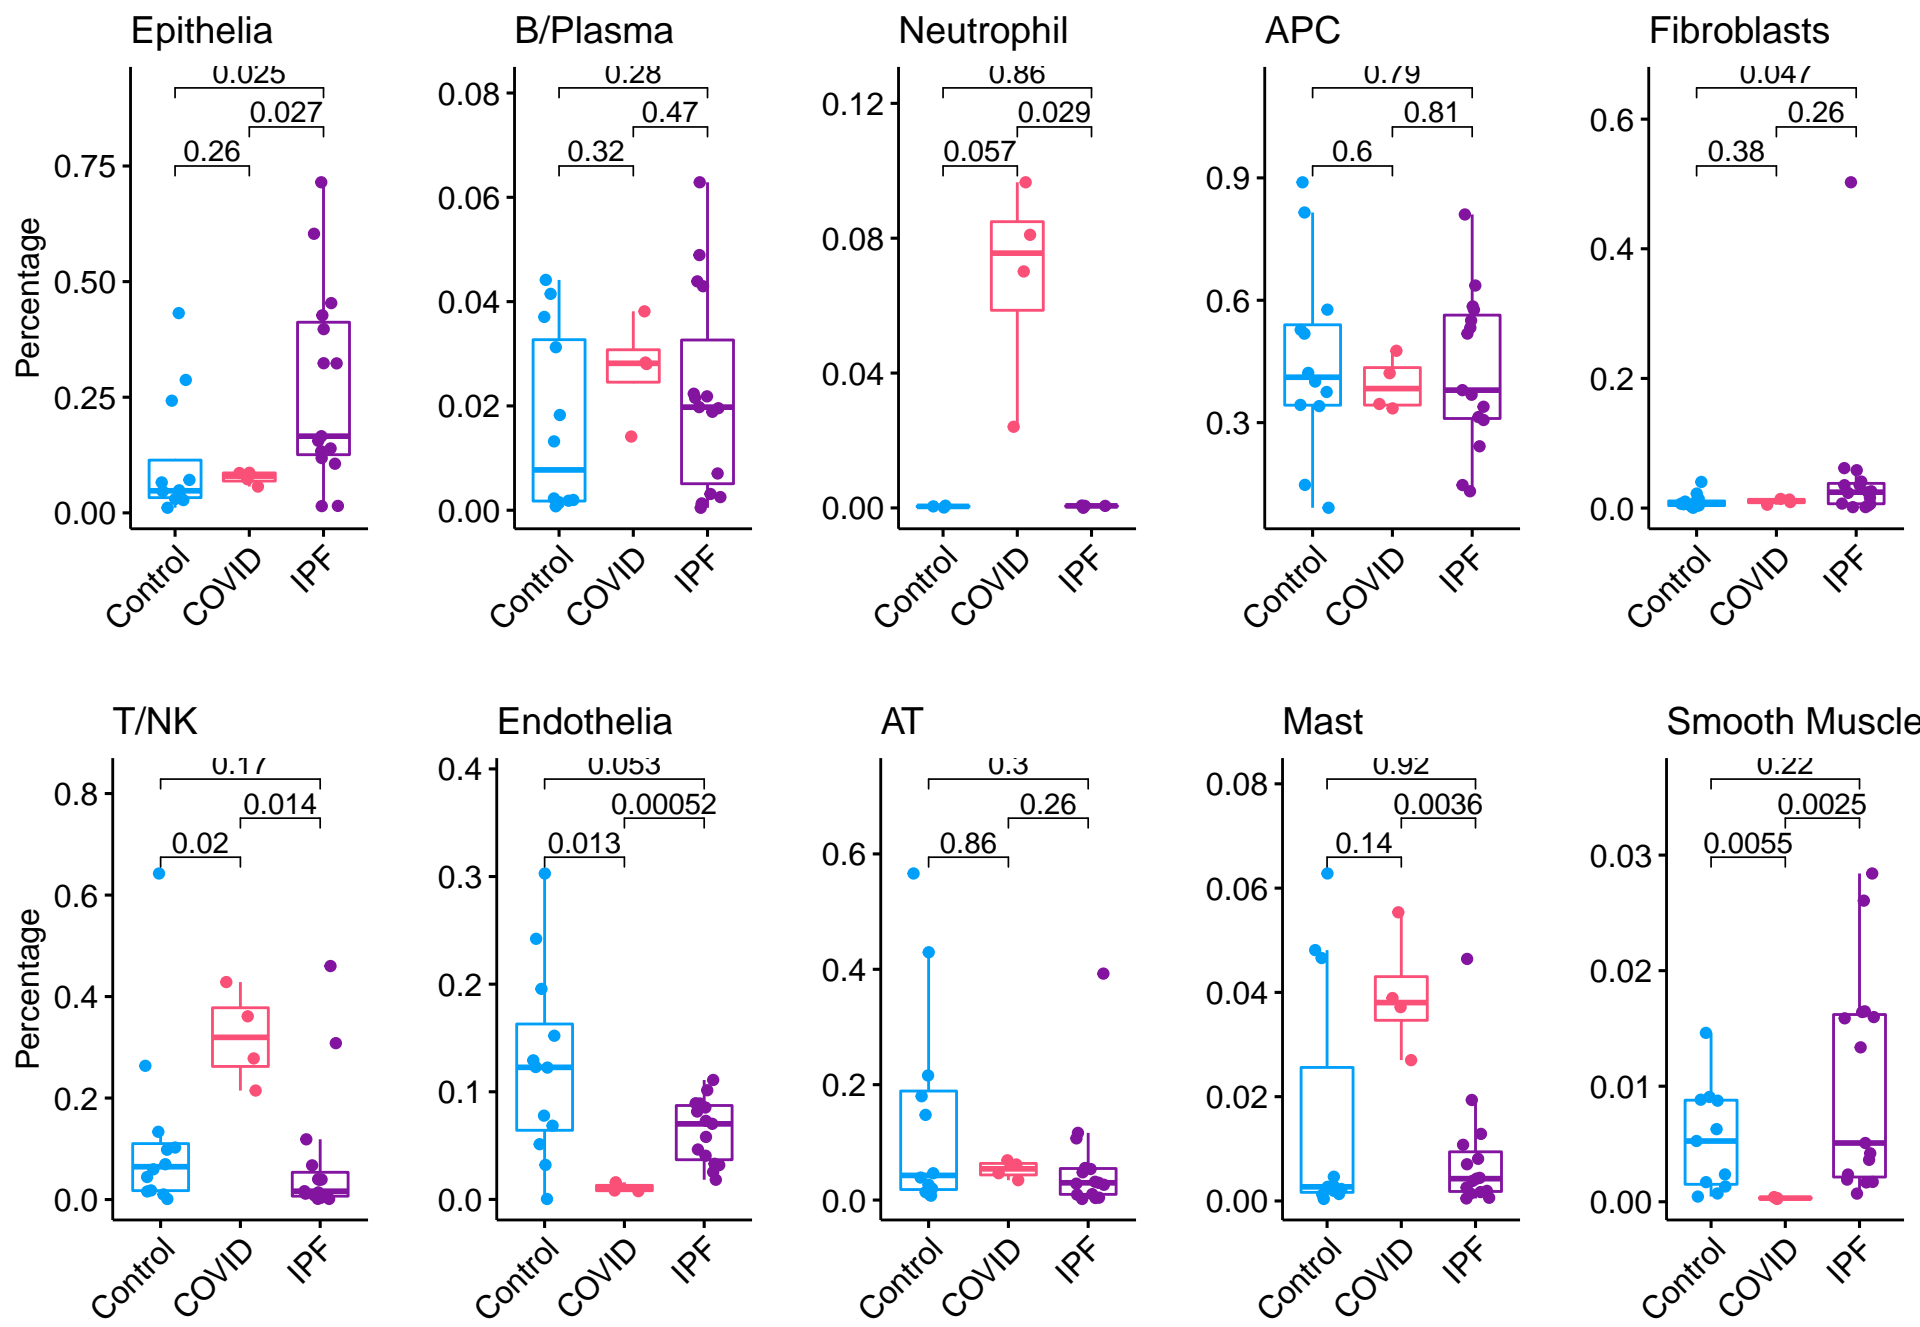 Epithelia
B/Plasma
Neutrophil
APC
Fibroblasts
Percentage
0.75
0.50
0.25
0.00
0.025
0.027
0.26
Control
COVID
IPF
0.08
0.06
0.04
0.02
0.00
0.28
0.47
0.32
Control
COVID
IPF
0.12
0.08
0.04
0.00
0.86
0.029
0.057
Control
COVID
IPF
0.9
0.6
0.3
0.79
0.81
0.6
Control
COVID
IPF
0.6
0.4
0.2
0.0
0.047
0.26
0.38
Control
COVID
IPF
T/NK
Endothelia
AT
Mast
Smooth Muscle
Percentage
0.8
0.6
0.4
0.2
0.0
0.17
0.014
0.02
Control
COVID
IPF
0.4
0.3
0.2
0.1
0.0
0.053
0.00052
0.013
Control
COVID
IPF
0.6
0.4
0.2
0.0
0.3
0.26
0.86
Control
COVID
IPF
0.08
0.06
0.04
0.02
0.00
0.92
0.0036
0.14
Control
COVID
IPF
0.03
0.02
0.01
0.00
0.22
0.0025
0.0055
Control
COVID
IPF